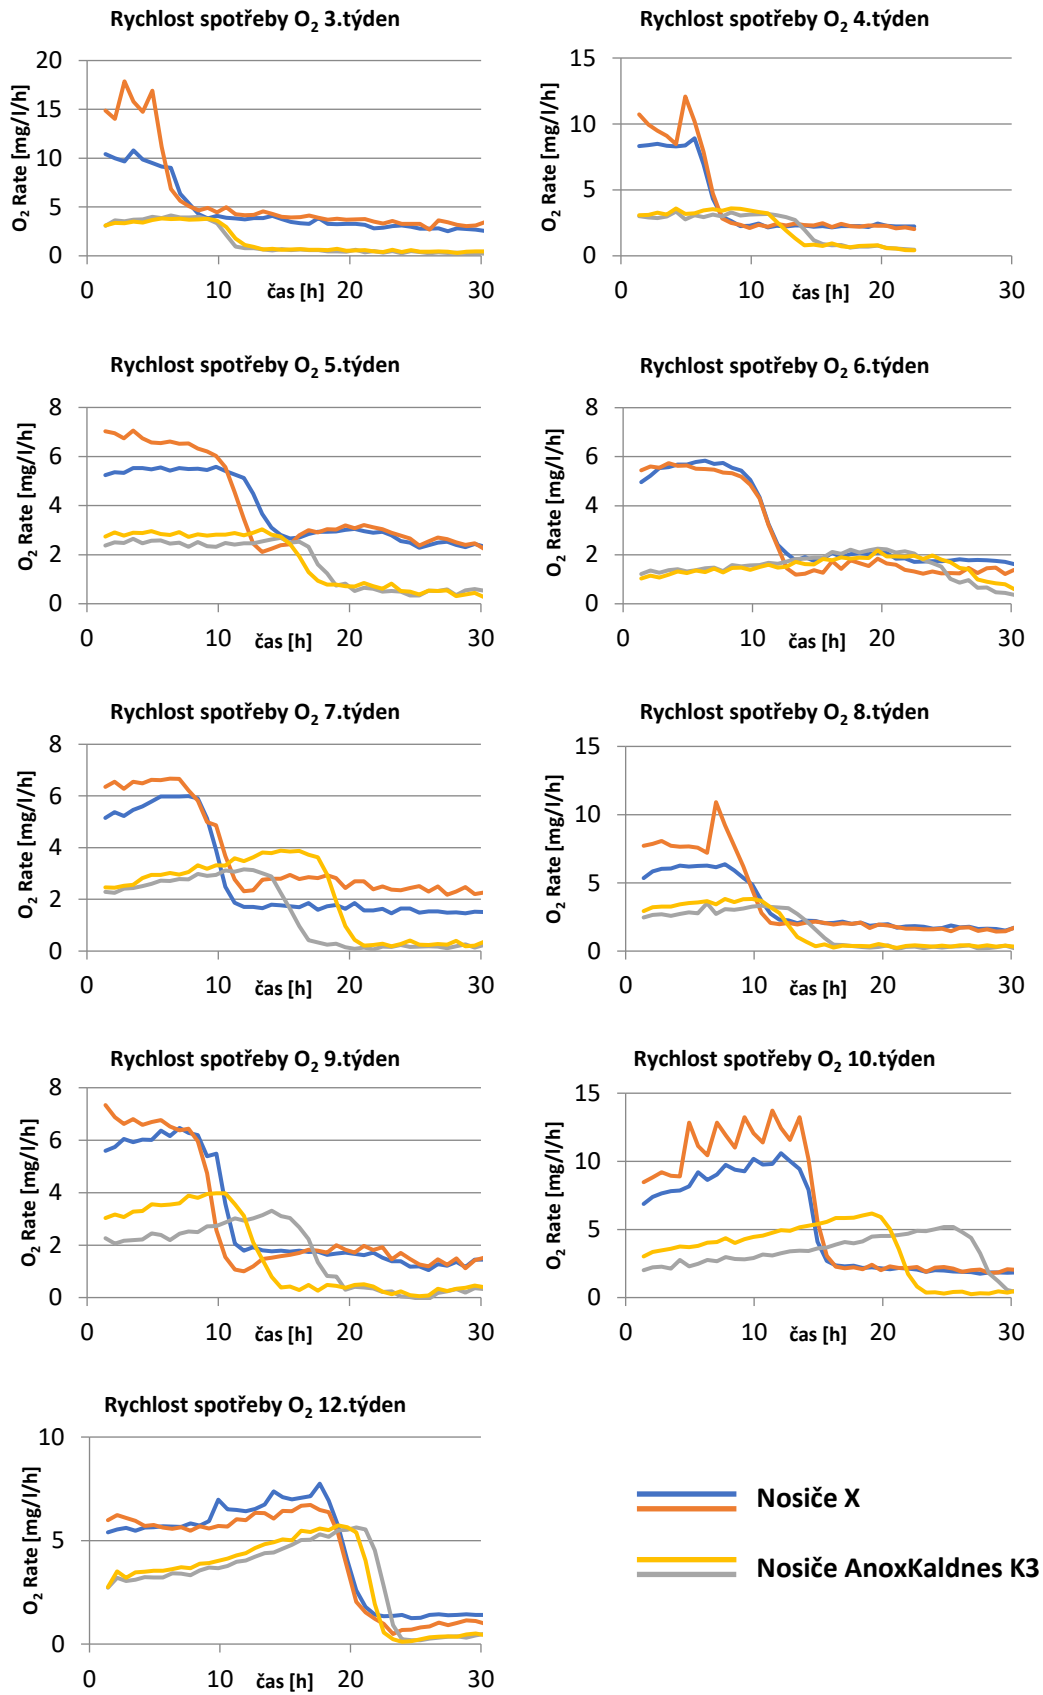 Rychlost spotřeby O₂ 3.týden
O₂ Rate [mg/l/h]
20
15
10
5
0
0 10 20 30
čas [h]
Rychlost spotřeby O₂ 4.týden
O₂ Rate [mg/l/h]
15
10
5
0
0 10 20 30
čas [h]
Rychlost spotřeby O₂ 5.týden
O₂ Rate [mg/l/h]
8
6
4
2
0
0 10 20 30
čas [h]
Rychlost spotřeby O₂ 6.týden
O₂ Rate [mg/l/h]
8
6
4
2
0
0 10 20 30
čas [h]
Rychlost spotřeby O₂ 7.týden
O₂ Rate [mg/l/h]
8
6
4
2
0
0 10 20 30
čas [h]
Rychlost spotřeby O₂ 8.týden
O₂ Rate [mg/l/h]
15
10
5
0
0 10 20 30
čas [h]
Rychlost spotřeby O₂ 9.týden
O₂ Rate [mg/l/h]
8
6
4
2
0
0 10 20 30
čas [h]
Rychlost spotřeby O₂ 10.týden
O₂ Rate [mg/l/h]
15
10
5
0
0 10 20 30
čas [h]
Rychlost spotřeby O₂ 12.týden
O₂ Rate [mg/l/h]
10
5
0
0 10 20 30
čas [h]
Nosiče X
Nosiče AnoxKaldnes K3